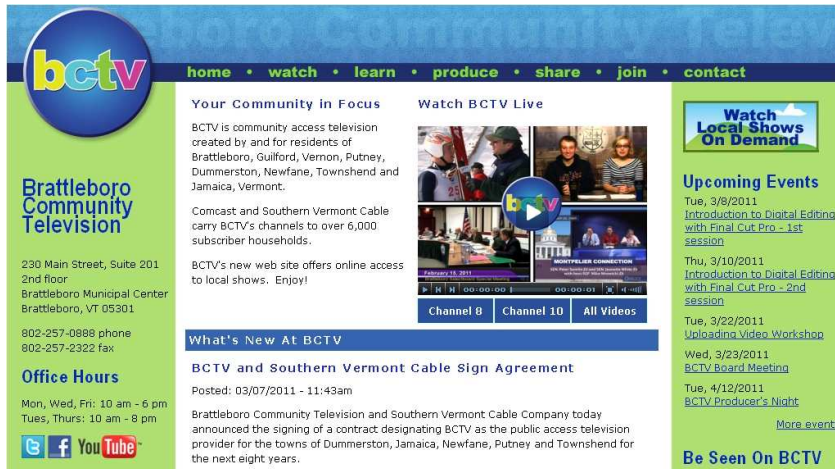 Brattleboro Community Telev
bctv
home • watch • learn • produce • share • join • contact
Brattleboro
Community
Television
230 Main Street, Suite 201
2nd floor
Brattleboro Municipal Center
Brattleboro, VT 05301
802-257-0888 phone
802-257-2322 fax
Office Hours
Mon, Wed, Fri: 10 am - 6 pm
Tues, Thurs: 10 am - 8 pm
You Tube
Your Community in Focus
BCTV is community access television
created by and for residents of
Brattleboro, Guilford, Vernon, Putney,
Dummerston, Newfane, Townshend and
Jamaica, Vermont.
Comcast and Southern Vermont Cable
carry BCTV's channels to over 6,000
subscriber households.
BCTV's new web site offers online access
to local shows. Enjoy!
Watch BCTV Live
25
bctv
February 15, 2011
MONTPELIER CONNECTION
00:00:00
00:00:01
Channel 8
Channel 10
All Videos
What's New At BCTV
BCTV and Southern Vermont Cable Sign Agreement
Posted: 03/07/2011 - 11:43am
Brattleboro Community Television and Southern Vermont Cable Company today
announced the signing of a contract designating BCTV as the public access television
provider for the towns of Dummerston, Jamaica, Newfane, Putney and Townshend for
the next eight years.
Watch
Local Shows
On Demand
Upcoming Events
Tue, 3/8/2011
Introduction to Digital Editing
with Final Cut Pro - 1st
session
Thu, 3/10/2011
Introduction to Digital Editing
with Final Cut Pro - 2nd
session
Tue, 3/22/2011
Uploading Video Workshop
Wed, 3/23/2011
BCTV Board Meeting
Tue, 4/12/2011
BCTV Producer's Night
More event
Be Seen On BCTV